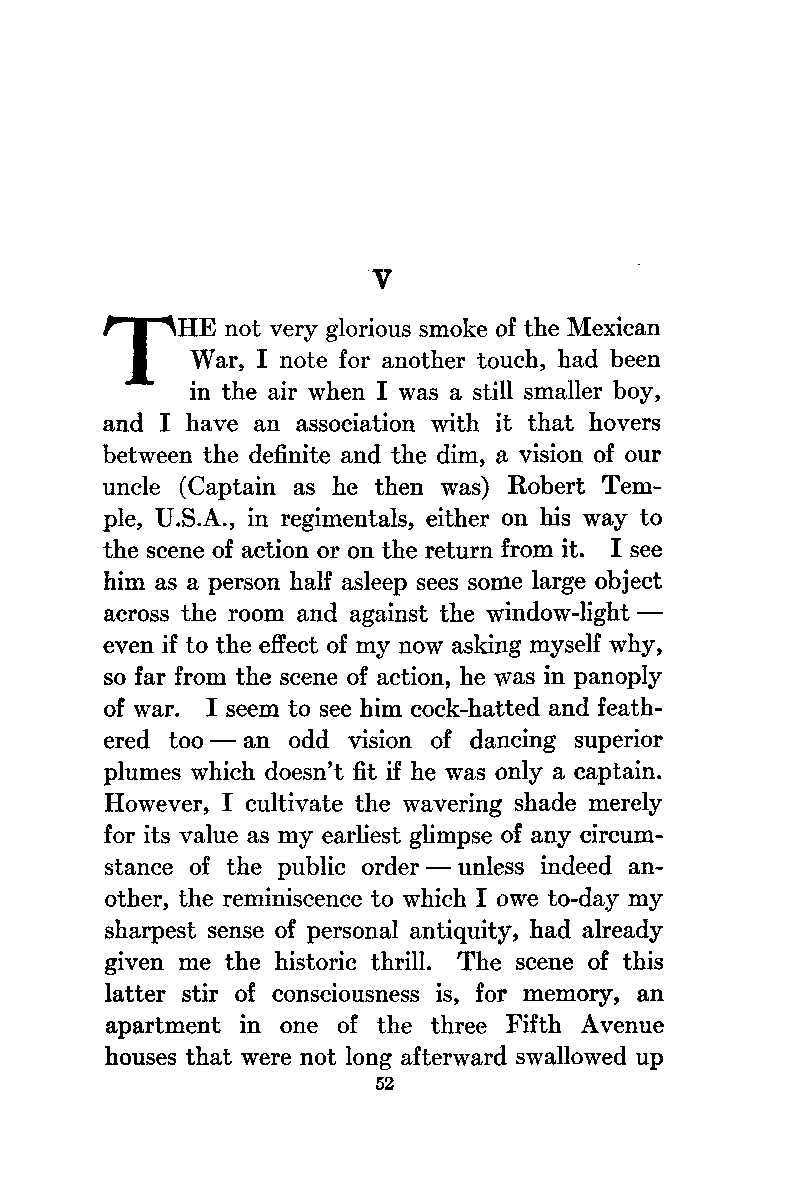 V
THE not very glorious smoke of the Mexican
War, I note for another touch, had been
in the air when I was a still smaller boy,
and I have an association with it that hovers
between the definite and the dim, a vision of our
uncle (Captain as he then was) Robert Tem-
ple, U.S.A., in regimentals, either on his way to
the scene of action or on the return from it. I see
him as a person half asleep sees some large object
across the room and against the window-light —
even if to the effect of my now asking myself why,
so far from the scene of action, he was in panoply
of war. I seem to see him cock-hatted and feath-
ered too — an odd vision of dancing superior
plumes which doesn't fit if he was only a captain.
However, I cultivate the wavering shade merely
for its value as my earliest glimpse of any circum-
stance of the public order — unless indeed an-
other, the reminiscence to which I owe to-day my
sharpest sense of personal antiquity, had already
given me the historic thrill. The scene of this
latter stir of consciousness is, for memory, an
apartment in one of the three Fifth Avenue
houses that were not long afterward swallowed up
52